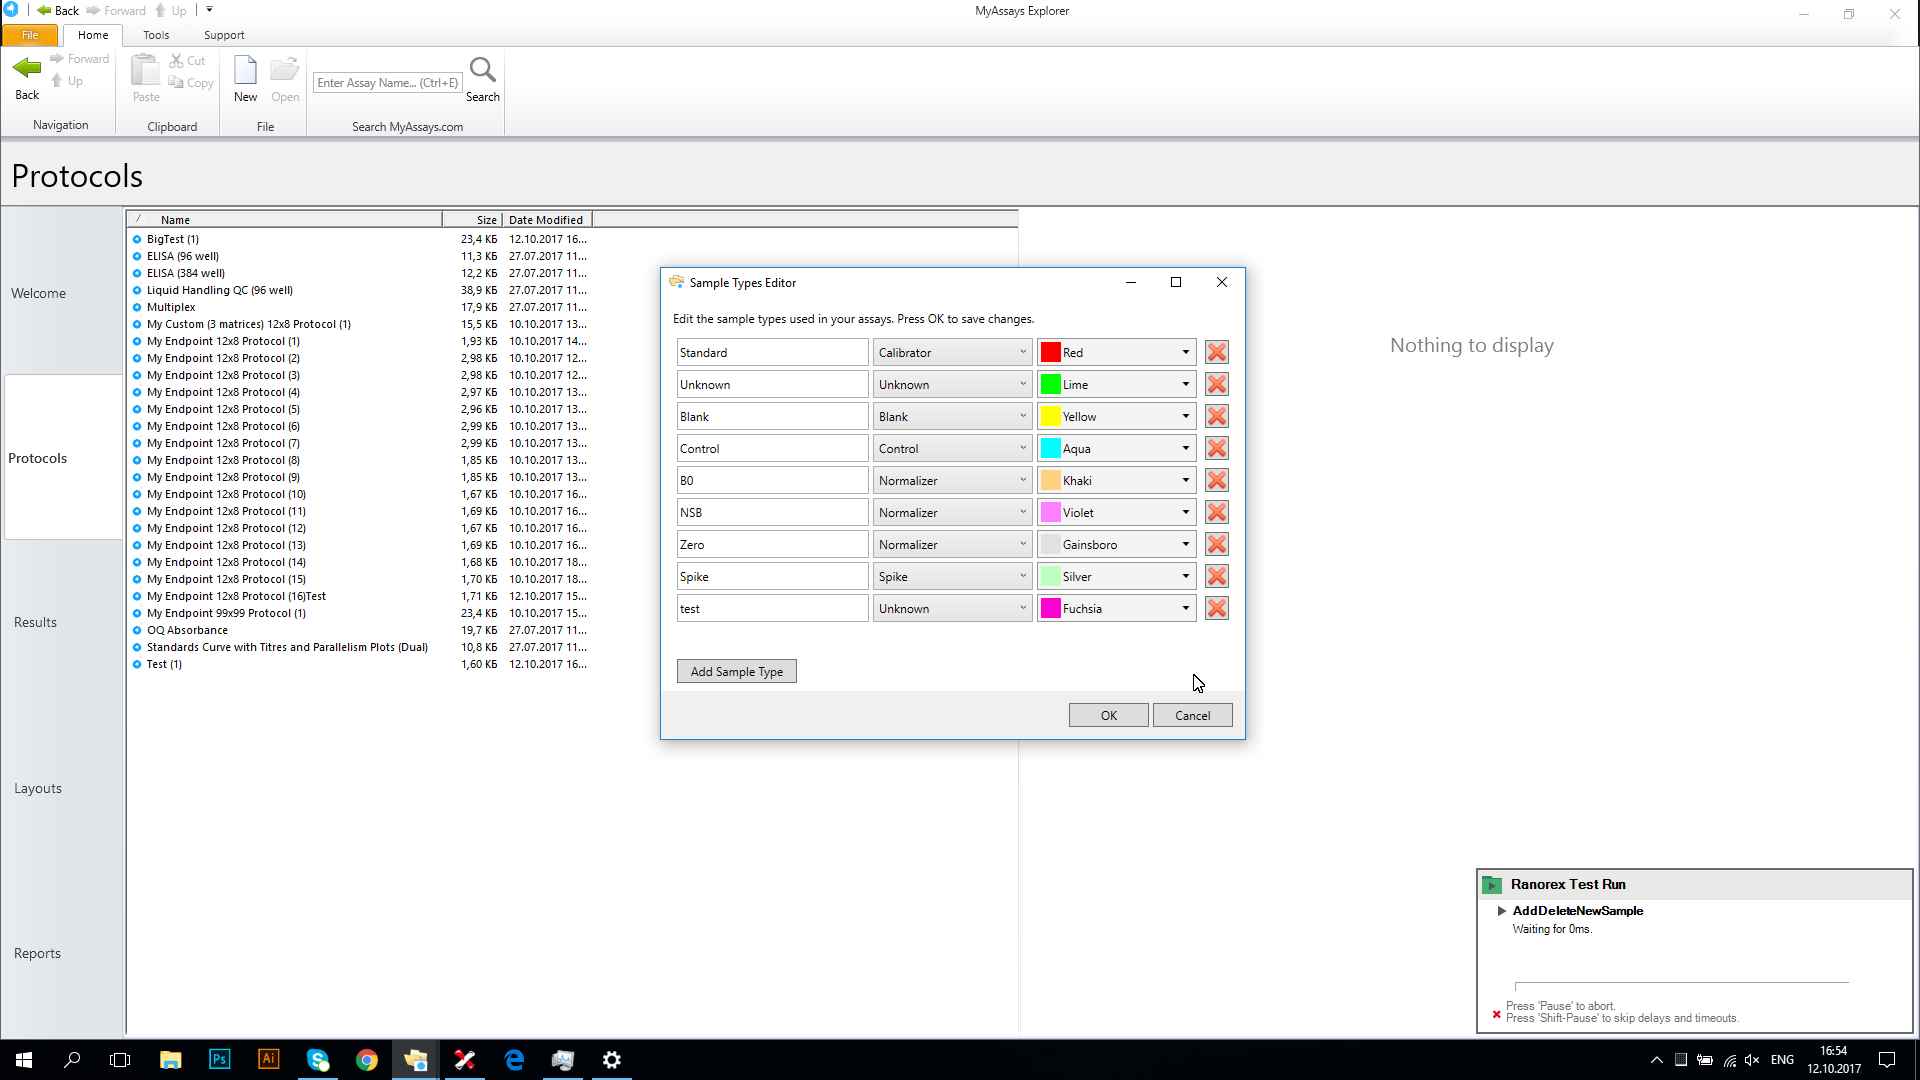 Back Forward Up
MyAssays Explorer
File Home Tools Support
Back
Forward
Up
Navigation
Paste
Cut
Copy
Clipboard
New
Open
File
Enter Assay Name... (Ctrl+E)
Search
Search MyAssays.com
Protocols
Welcome
Protocols
Results
Layouts
Reports
Name Size Date Modified
BigTest (1) 23,4 КБ 12.10.2017 16...
ELISA (96 well) 11,3 КБ 27.07.2017 11...
ELISA (384 well) 12,2 КБ 27.07.2017 11...
Liquid Handling QC (96 well) 38,9 КБ 27.07.2017 11...
Multiplex 17,9 КБ 27.07.2017 11...
My Custom (3 matrices) 12x8 Protocol (1) 15,5 КБ 10.10.2017 13...
My Endpoint 12x8 Protocol (1) 1,93 КБ 10.10.2017 14...
My Endpoint 12x8 Protocol (2) 2,98 КБ 10.10.2017 12...
My Endpoint 12x8 Protocol (3) 2,98 КБ 10.10.2017 12...
My Endpoint 12x8 Protocol (4) 2,97 КБ 10.10.2017 13...
My Endpoint 12x8 Protocol (5) 2,96 КБ 10.10.2017 13...
My Endpoint 12x8 Protocol (6) 2,99 КБ 10.10.2017 13...
My Endpoint 12x8 Protocol (7) 2,99 КБ 10.10.2017 13...
My Endpoint 12x8 Protocol (8) 1,85 КБ 10.10.2017 13...
My Endpoint 12x8 Protocol (9) 1,85 КБ 10.10.2017 13...
My Endpoint 12x8 Protocol (10) 1,67 КБ 10.10.2017 16...
My Endpoint 12x8 Protocol (11) 1,69 КБ 10.10.2017 16...
My Endpoint 12x8 Protocol (12) 1,67 КБ 10.10.2017 16...
My Endpoint 12x8 Protocol (13) 1,69 КБ 10.10.2017 16...
My Endpoint 12x8 Protocol (14) 1,68 КБ 10.10.2017 18...
My Endpoint 12x8 Protocol (15) 1,70 КБ 10.10.2017 18...
My Endpoint 12x8 Protocol (16)Test 1,71 КБ 12.10.2017 15...
My Endpoint 99x99 Protocol (1) 23,4 КБ 10.10.2017 15...
OQ Absorbance 19,7 КБ 27.07.2017 11...
Standards Curve with Titres and Parallelism Plots (Dual) 10,8 КБ 27.07.2017 11...
Test (1) 1,60 КБ 12.10.2017 16...
Nothing to display
Sample Types Editor
Edit the sample types used in your assays. Press OK to save changes.
Standard Calibrator Red
Unknown Unknown Lime
Blank Blank Yellow
Control Control Aqua
B0 Normalizer Khaki
NSB Normalizer Violet
Zero Normalizer Gainsboro
Spike Spike Silver
test Unknown Fuchsia
Add Sample Type
OK Cancel
Ranorex Test Run
AddDeleteNewSample
Waiting for 0ms.
Press 'Pause' to abort.
Press 'Shift-Pause' to skip delays and timeouts.
Ps Ai
ENG
16:54
12.10.2017